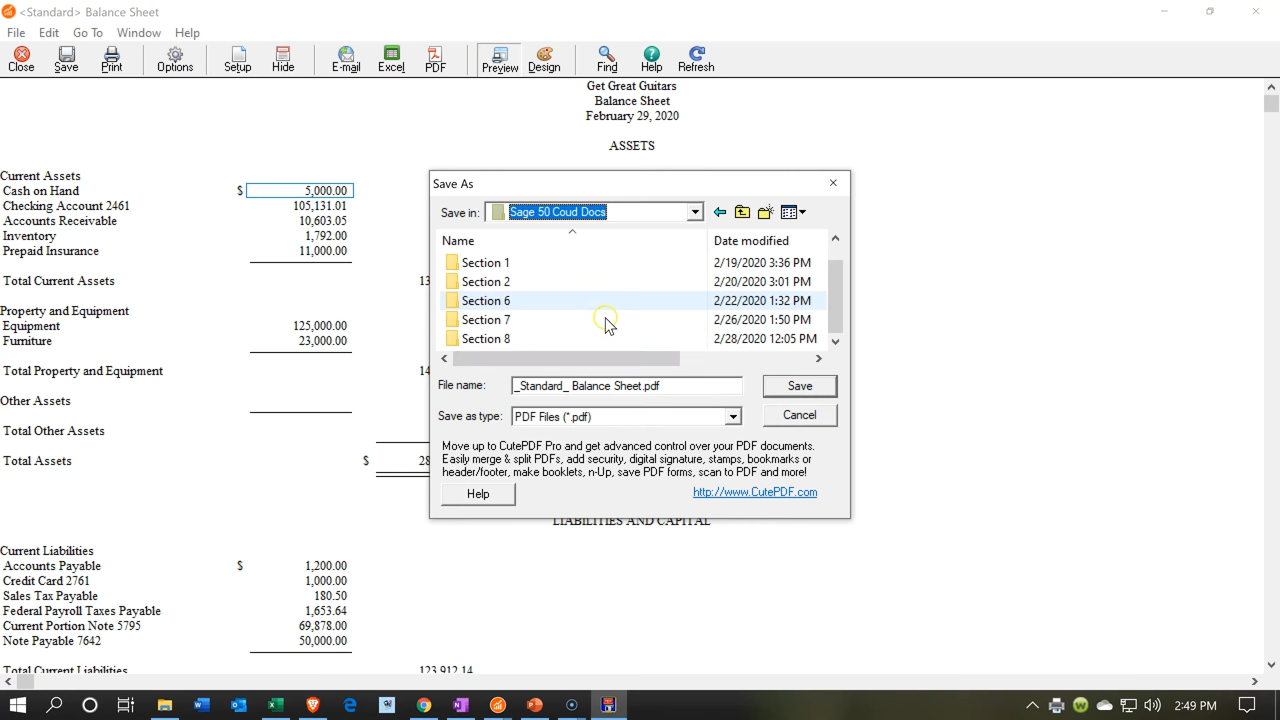 <Standard> Balance Sheet
File Edit Go To Window Help
Close Save Print Options Setup Hide E-mail Excel PDF Preview Design Find Help Refresh
Get Great Guitars
Balance Sheet
February 29, 2020
ASSETS
Current Assets
Cash on Hand $ 5,000.00
Checking Account 2461 105,131.01
Accounts Receivable 10,603.05
Inventory 1,792.00
Prepaid Insurance 11,000.00
Total Current Assets 13
Property and Equipment
Equipment 125,000.00
Furniture 23,000.00
Total Property and Equipment 14
Other Assets
Total Other Assets
Total Assets $ 28
Save As
Save in: Sage 50 Coud Docs
Name Date modified
Section 1 2/19/2020 3:36 PM
Section 2 2/20/2020 3:01 PM
Section 6 2/22/2020 1:32 PM
Section 7 2/26/2020 1:50 PM
Section 8 2/28/2020 12:05 PM
File name: _Standard_ Balance Sheet.pdf Save
Save as type: PDF Files (*.pdf) Cancel
Move up to CutePDF Pro and get advanced control over your PDF documents.
Easily merge & split PDFs, add security, digital signature, stamps, bookmarks or
header/footer, make booklets, n-Up, save PDF forms, scan to PDF and more!
Help http://www.CutePDF.com
LIABILITIES AND CAPITAL
Current Liabilities
Accounts Payable $ 1,200.00
Credit Card 2761 1,000.00
Sales Tax Payable 180.50
Federal Payroll Taxes Payable 1,653.64
Current Portion Note 5795 69,878.00
Note Payable 7642 50,000.00
Total Current Liabilities 123,912.14
2:49 PM